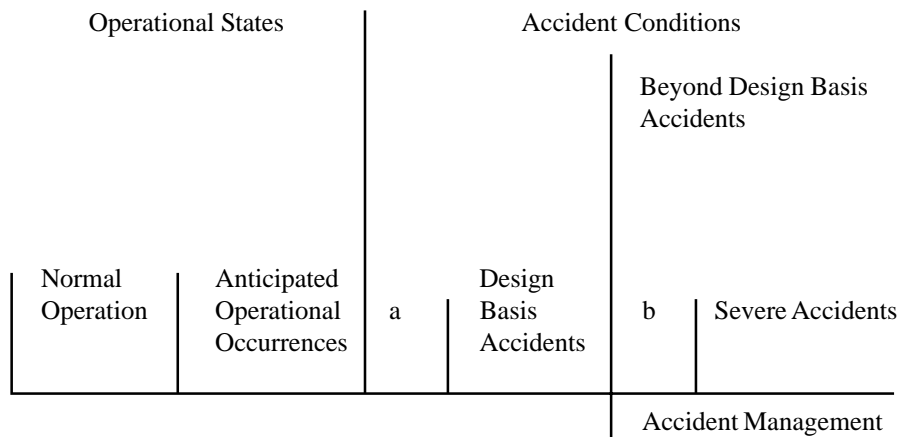 Operational States
Accident Conditions
Beyond Design Basis
Accidents
Normal
Operation
Anticipated
Operational
Occurrences
a
Design
Basis
Accidents
b
Severe Accidents
Accident Management